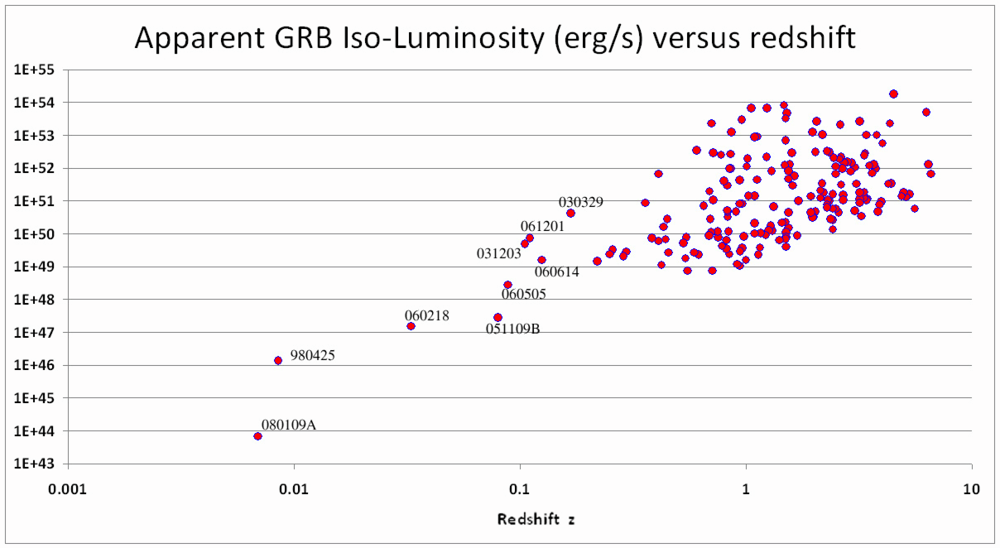 Apparent GRB Iso-Luminosity (erg/s) versus redshift
1E+55
1E+54
1E+53
1E+52
1E+51
030329
1E+50
061201
031203
1E+49
060614
1E+48
060505
060218
1E+47
051109B
1E+46
980425
1E+45
1E+44
080109A
1E+43
0.001
0.01
0.1
1
10
Redshift z